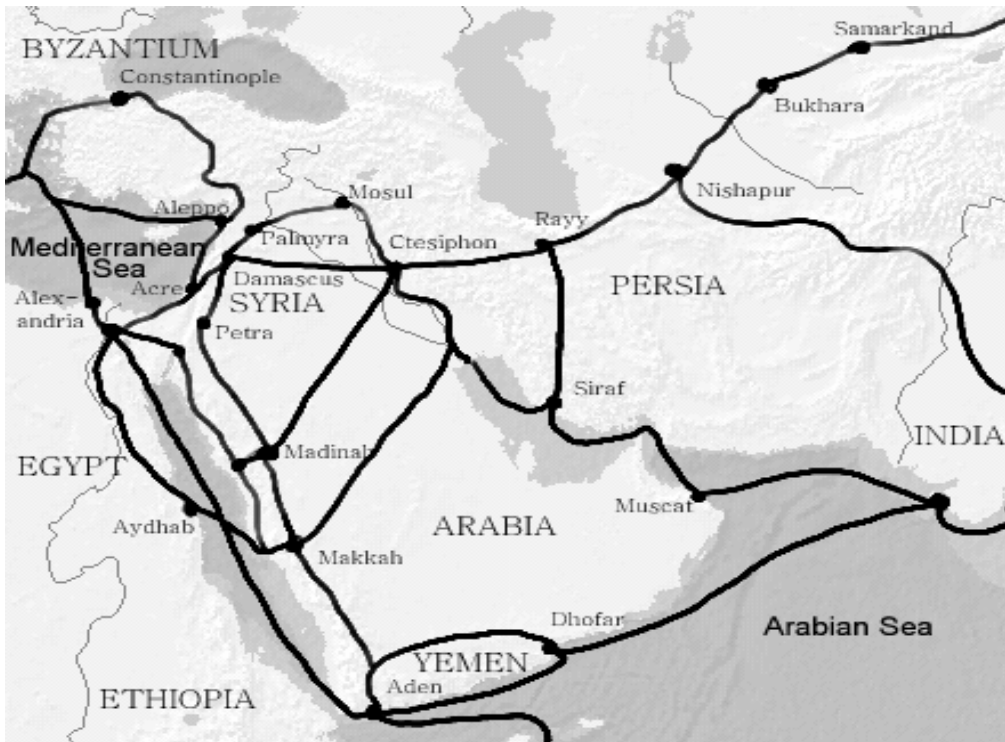 Samarkand
BYZANTIUM
Constantinople
Bukhara
Mosul
Nishapur
Aleppo
Rayy
Palmyra
Ctesiphon
Mediterranean
Sea
Damascus
Acre
SYRIA
PERSIA
Alex-
andria
Petra
Siraf
INDIA
Madinah
EGYPT
Muscat
Aydhab
ARABIA
Makkah
Dhofar
Arabian Sea
YEMEN
Aden
ETHIOPIA